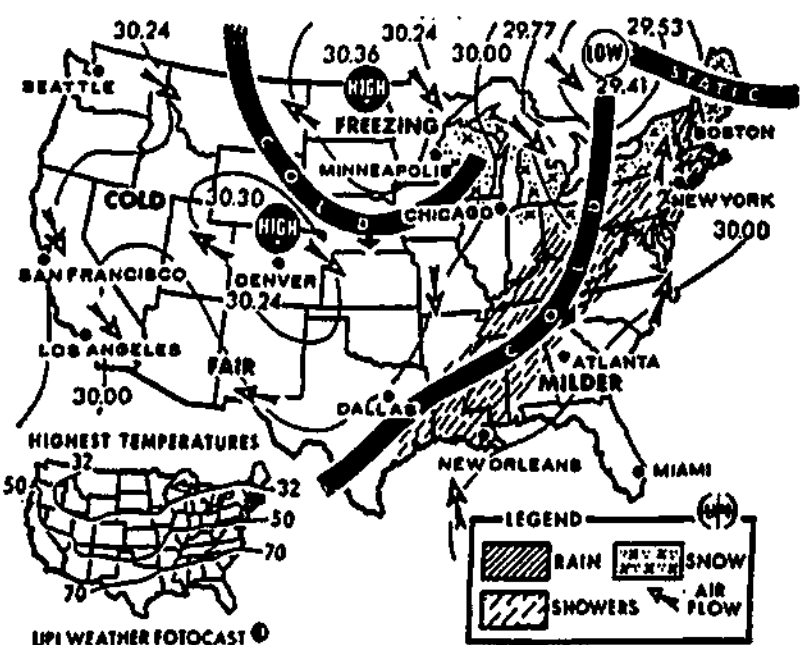 30.24
30.36
30.24
30.00
29.77
LOW
29.53
29.41
STATIC
SEATTLE
HIGH
FREEZING
BOSTON
MINNEAPOLIS
COLD
COLD
30.30
CHICAGO
NEW YORK
HIGH
30.00
SAN FRANCISCO
DENVER
30.24
COLD
LOS ANGELES
FAIR
ATLANTA
MILDER
30.00
DALLAS
HIGHEST TEMPERATURES
NEW ORLEANS
MIAMI
32
50
32
50
70
70
LEGEND
UPI
RAIN
SNOW
SHOWERS
AIR
FLOW
UPI WEATHER FOTOCAST